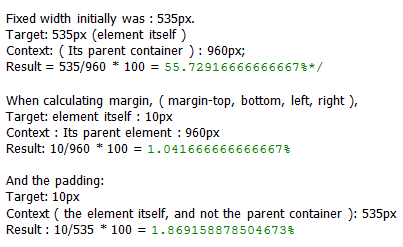 Fixed width initially was : 535px.
Target: 535px (element itself )
Context: ( Its parent container ) : 960px;
Result = 535/960 * 100 = 55.72916666666667%*/
When calculating margin, ( margin-top, bottom, left, right ),
Target: element itself : 10px
Context : Its parent element : 960px
Result: 10/960 * 100 = 1.041666666666667%
And the padding:
Target: 10px
Context ( the element itself, and not the parent container ): 535px
Result : 10/535 * 100 = 1.869158878504673%